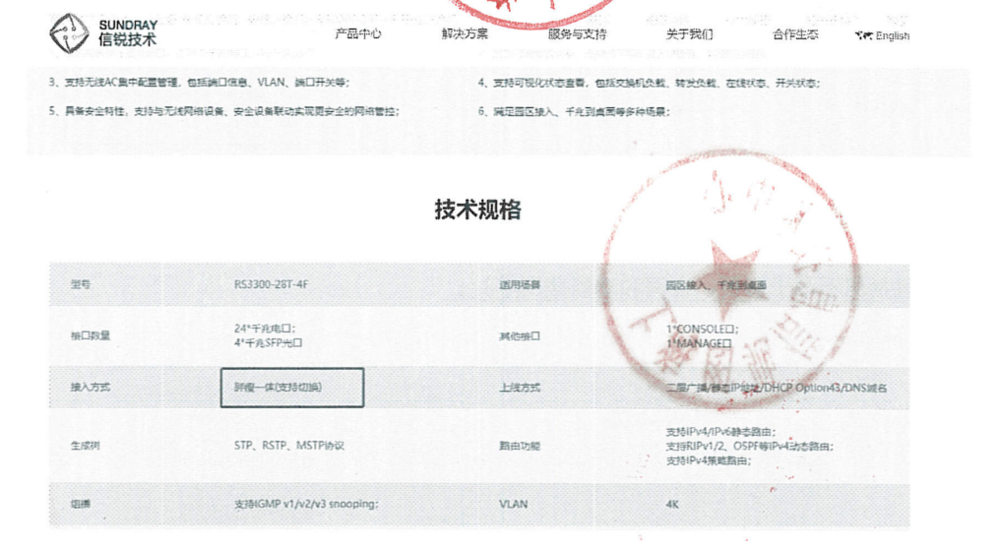 SUNDRAY
信锐技术
产品中心 解决方案 服务与支持 关于我们 合作生态 English
3、支持无线AC集中配置管理，包括端口信息、VLAN、端口开关等；
4、支持可视化状态查看，包括交换机负载、转发负载、在线状态、开关状态；
5、具备安全特性，支持与无线网络设备、安全设备联动实现更安全的网络管控；
6、满足园区接入、千兆到桌面等多种场景；
技术规格
型号 RS3300-28T-4F 适用场景 园区接入、千兆到桌面
接口数量 24*千兆电口；
4*千兆SFP光口
其他接口 1*CONSOLE口；
1*MANAGE口
接入方式 胖瘦一体(支持切换) 上线方式 二层广播/静态IP地址/DHCP Option43/DNS域名
生成树 STP、RSTP、MSTP协议 路由功能 支持IPv4/IPv6静态路由；
支持RIPv1/2、OSPF等IPv4动态路由；
支持IPv4策略路由；
组播 支持IGMP v1/v2/v3 snooping； VLAN 4K